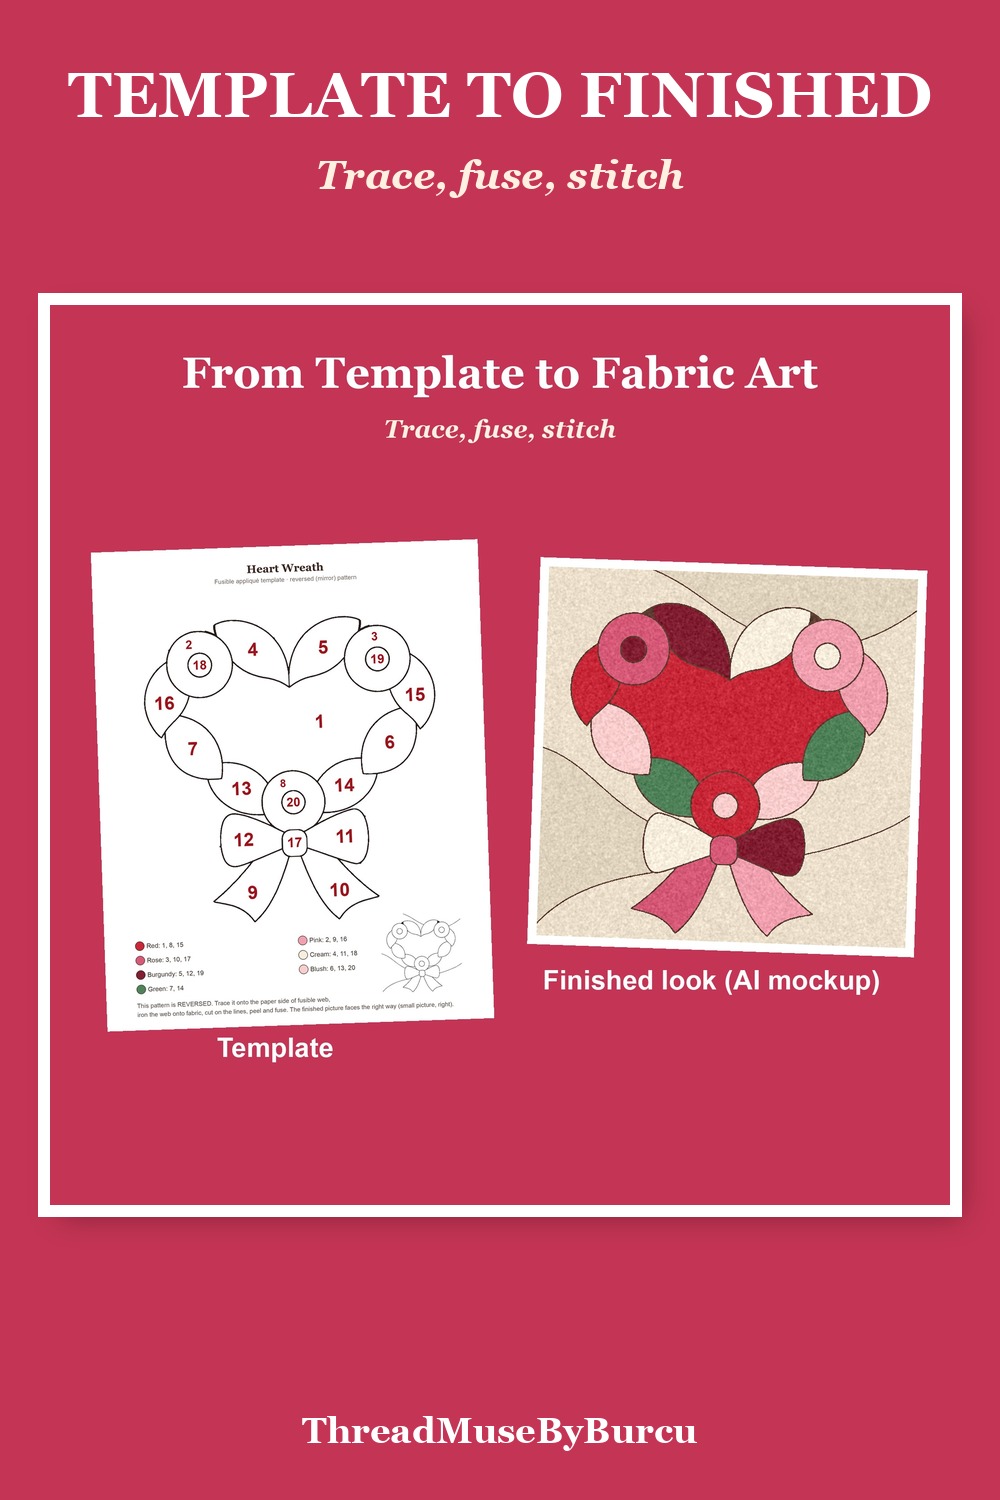 TEMPLATE TO FINISHED
Trace, fuse, stitch
From Template to Fabric Art
Trace, fuse, stitch
Heart Wreath
Fusible appliqué template · reversed (mirror) pattern
2
18
4
5
3
19
16
15
1
7
6
13
8
20
14
12
17
11
9
10
Red: 1, 8, 15
Rose: 3, 10, 17
Burgundy: 5, 12, 19
Green: 7, 14
Pink: 2, 9, 16
Cream: 4, 11, 18
Blush: 6, 13, 20
This pattern is REVERSED. Trace it onto the paper side of fusible web,
iron the web onto fabric, cut on the lines, peel and fuse. The finished picture faces the right way (small picture, right).
Template
Finished look (AI mockup)
ThreadMuseByBurcu